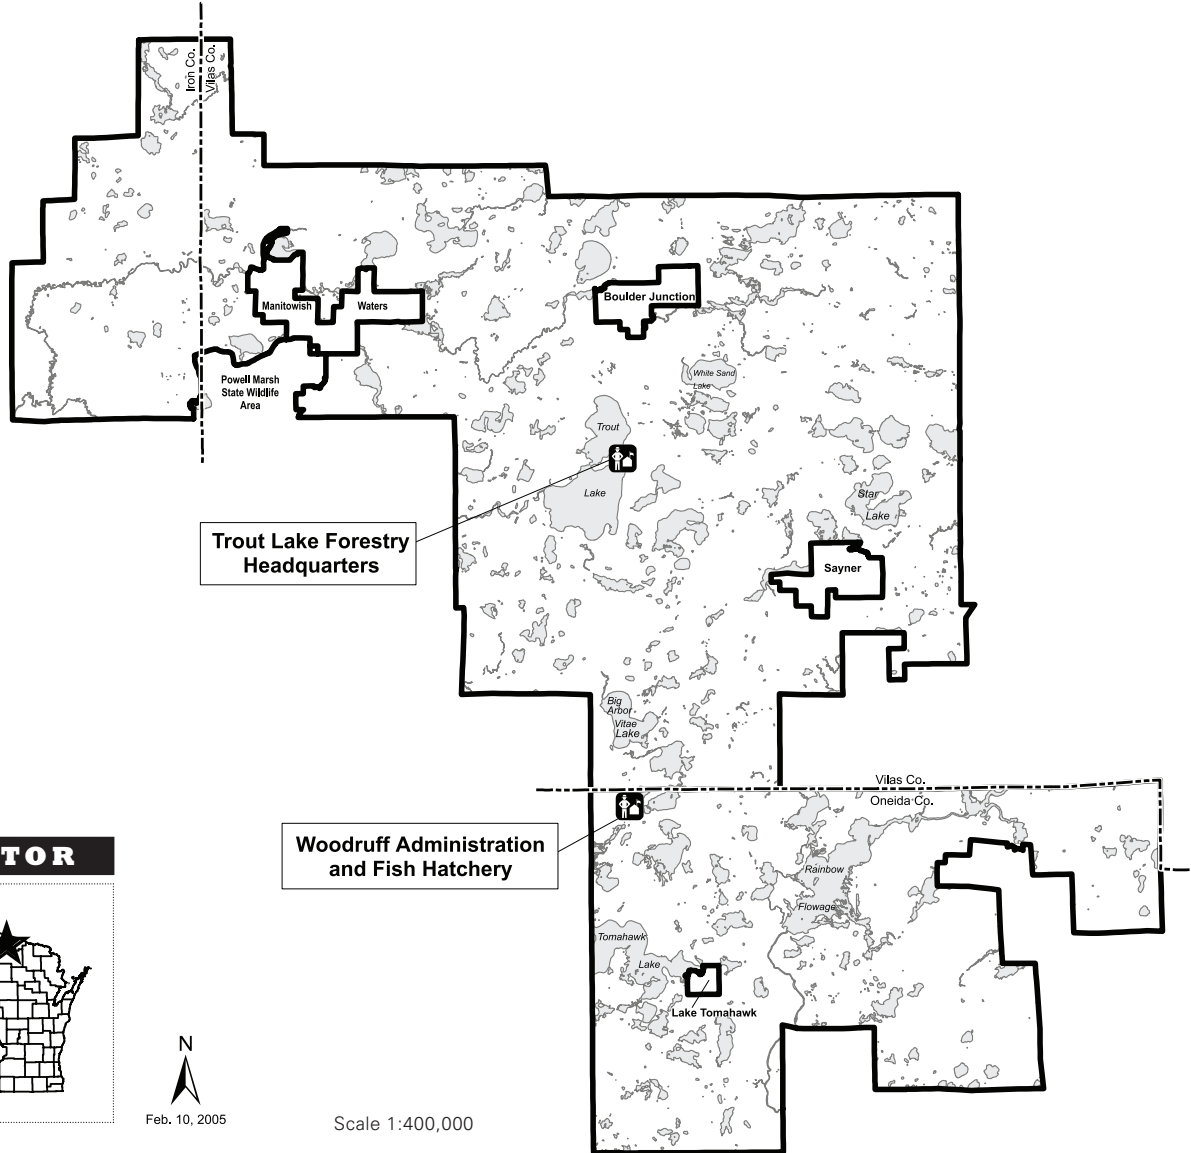 Iron Co.
Vilas Co.
Manitowish
Waters
Boulder Junction
Powell Marsh
State Wildlife
Area
White Sand
Lake
Trout
Lake
Star
Lake
Trout Lake Forestry
Headquarters
Sayner
Big
Arbor
Vitae
Lake
Vilas Co.
Oneida Co.
Woodruff Administration
and Fish Hatchery
TOR
Rainbow
Flowage
Tomahawk
Lake
Lake Tomahawk
N
Feb. 10, 2005
Scale 1:400,000